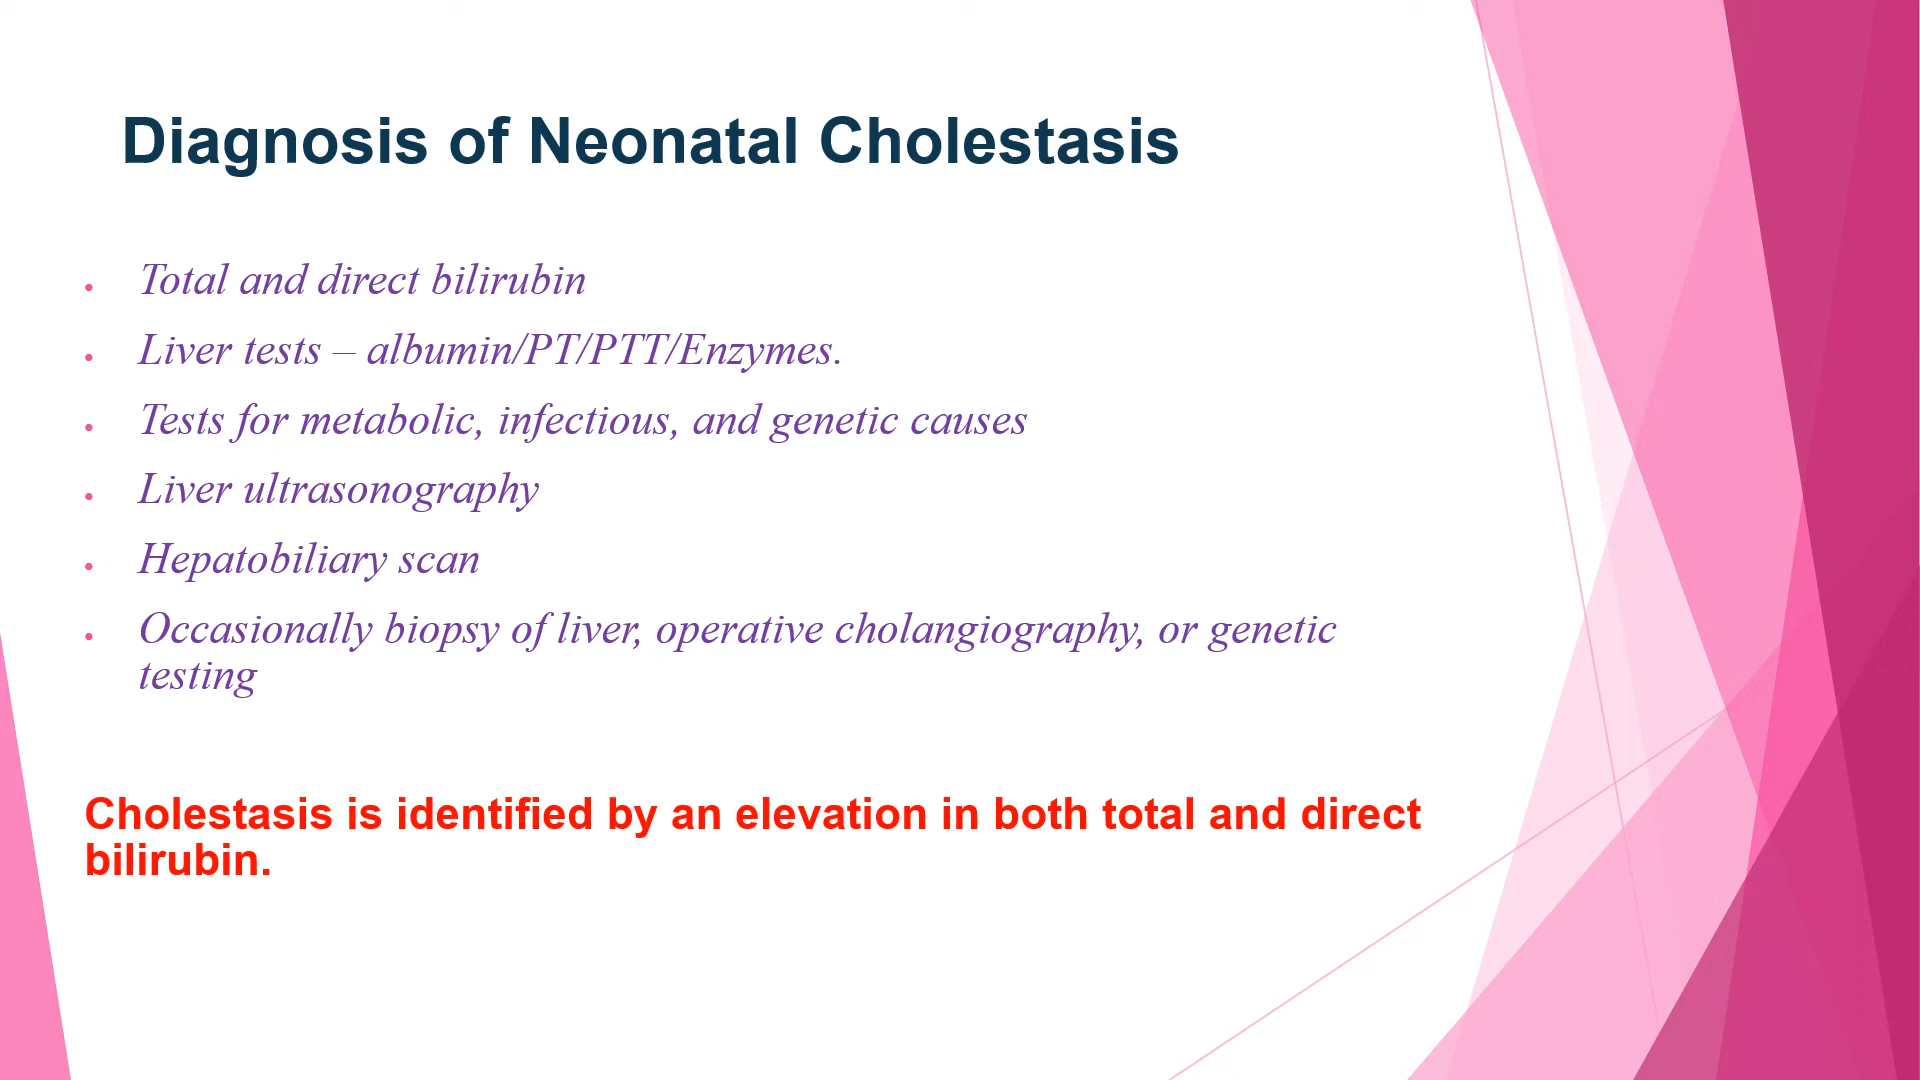 Diagnosis of Neonatal Cholestasis
• Total and direct bilirubin
• Liver tests – albumin/PT/PTT/Enzymes.
• Tests for metabolic, infectious, and genetic causes
• Liver ultrasonography
• Hepatobiliary scan
• Occasionally biopsy of liver, operative cholangiography, or genetic
testing
Cholestasis is identified by an elevation in both total and direct
bilirubin.